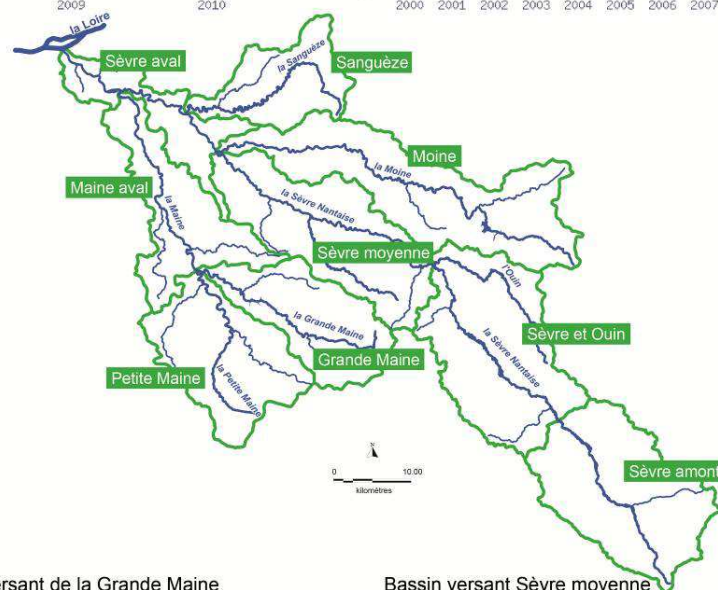 2009 2010 2000 2001 2002 2003 2004 2005 2006 2007
la Loire
Sèvre aval
la Sanguèze
Sanguèze
Moine
la Moine
Maine aval
la Maine
la Sèvre Nantaise
Sèvre moyenne
l'Ouin
la Grande Maine
Sèvre et Ouin
la Sèvre Nantaise
Grande Maine
Petite Maine
la Petite Maine
N
0 10.00
kilomètres
Sèvre amont
ersant de la Grande Maine
Bassin versant Sèvre moyenne